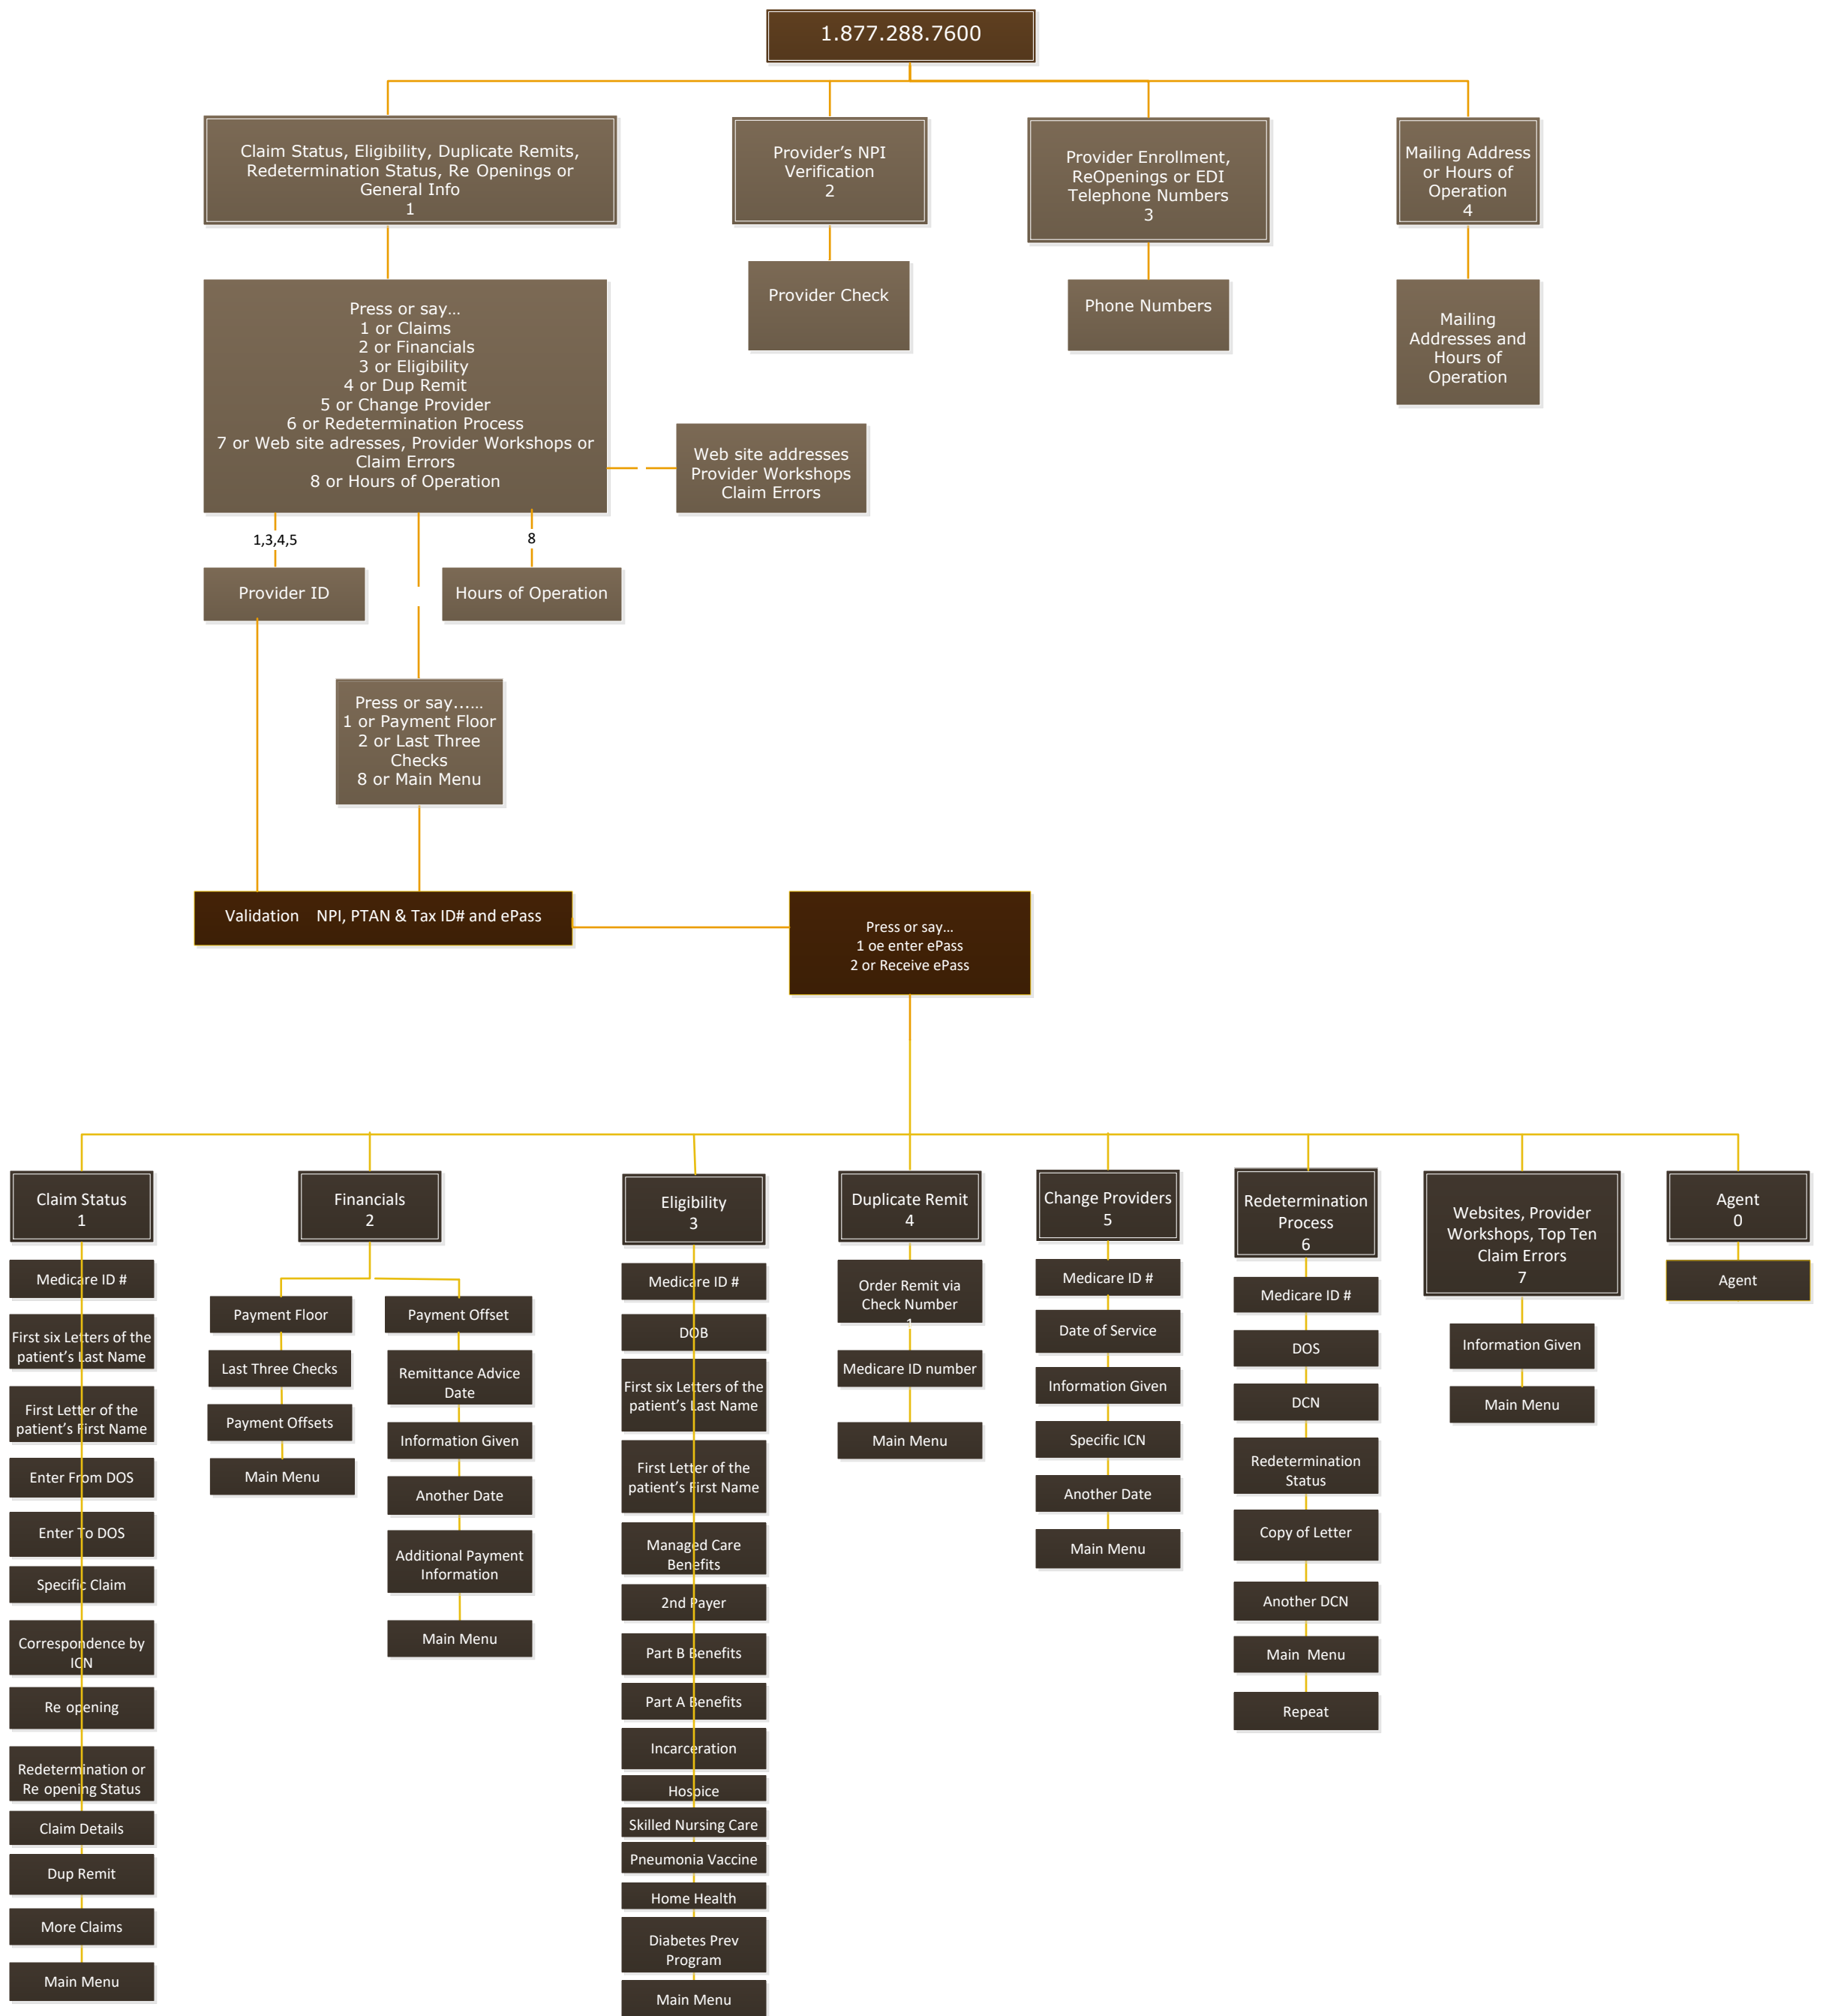 1.877.288.7600
Claim Status, Eligibility, Duplicate Remits,
Redetermination Status, Re Openings or
General Info
1
Provider's NPI
Verification
2
Provider Enrollment,
ReOpenings or EDI
Telephone Numbers
3
Mailing Address
or Hours of
Operation
4
Press or say…
1 or Claims
2 or Financials
3 or Eligibility
4 or Dup Remit
5 or Change Provider
6 or Redetermination Process
7 or Web site adresses, Provider Workshops or
Claim Errors
8 or Hours of Operation
Provider Check
Phone Numbers
Mailing
Addresses and
Hours of
Operation
Web site addresses
Provider Workshops
Claim Errors
1,3,4,5
8
Provider ID
Hours of Operation
Press or say……
1 or Payment Floor
2 or Last Three
Checks
8 or Main Menu
Validation NPI, PTAN & Tax ID# and ePass
Press or say…
1 oe enter ePass
2 or Receive ePass
Claim Status
1
Medicare ID #
First six Letters of the
patient's Last Name
First Letter of the
patient's First Name
Enter From DOS
Enter To DOS
Specific Claim
Correspondence by
ICN
Re opening
Redetermination or
Re opening Status
Claim Details
Dup Remit
More Claims
Main Menu
Financials
2
Payment Floor
Last Three Checks
Payment Offsets
Main Menu
Payment Offset
Remittance Advice
Date
Information Given
Another Date
Additional Payment
Information
Main Menu
Eligibility
3
Medicare ID #
DOB
First six Letters of the
patient's Last Name
First Letter of the
patient's First Name
Managed Care
Benefits
2nd Payer
Part B Benefits
Part A Benefits
Incarceration
Hospice
Skilled Nursing Care
Pneumonia Vaccine
Home Health
Diabetes Prev
Program
Main Menu
Duplicate Remit
4
Order Remit via
Check Number
1
Medicare ID number
Main Menu
Change Providers
5
Medicare ID #
Date of Service
Information Given
Specific ICN
Another Date
Main Menu
Redetermination
Process
6
Medicare ID #
DOS
DCN
Redetermination
Status
Copy of Letter
Another DCN
Main Menu
Repeat
Websites, Provider
Workshops, Top Ten
Claim Errors
7
Information Given
Main Menu
Agent
0
Agent